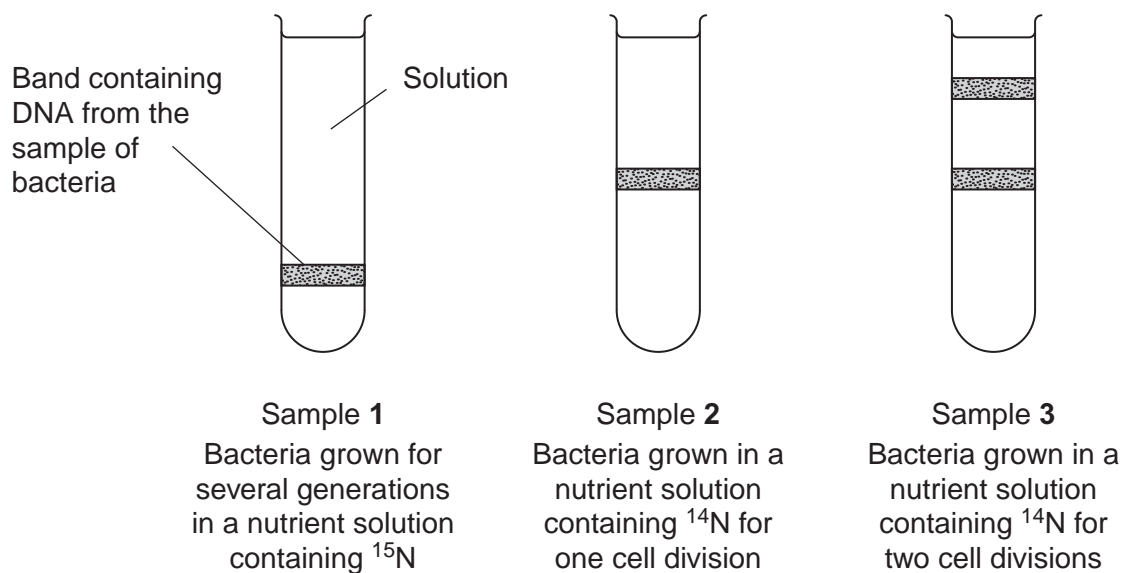 Band containing
DNA from the
sample of
bacteria
Solution
Sample 1
Bacteria grown for
several generations
in a nutrient solution
containing ¹⁵N
Sample 2
Bacteria grown in a
nutrient solution
containing ¹⁴N for
one cell division
Sample 3
Bacteria grown in a
nutrient solution
containing ¹⁴N for
two cell divisions